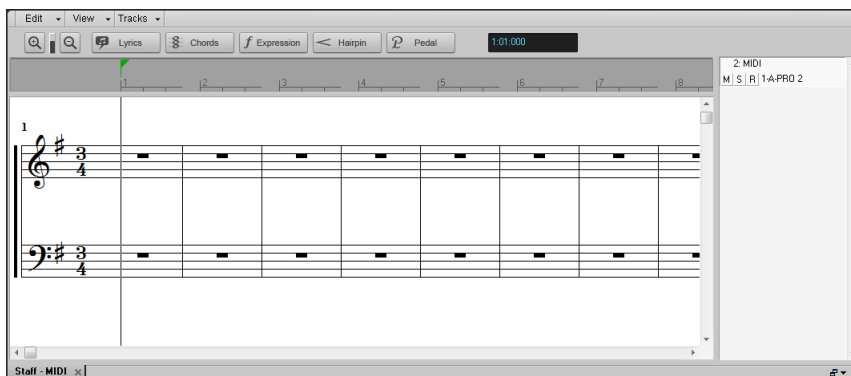 Edit View Tracks
Lyrics Chords f Expression Hairpin Pedal 1:01:000
2: MIDI
M S R 1-A-PRO 2
1 2 3 4 5 6 7 8
1
3 4
3 4
Staff - MIDI